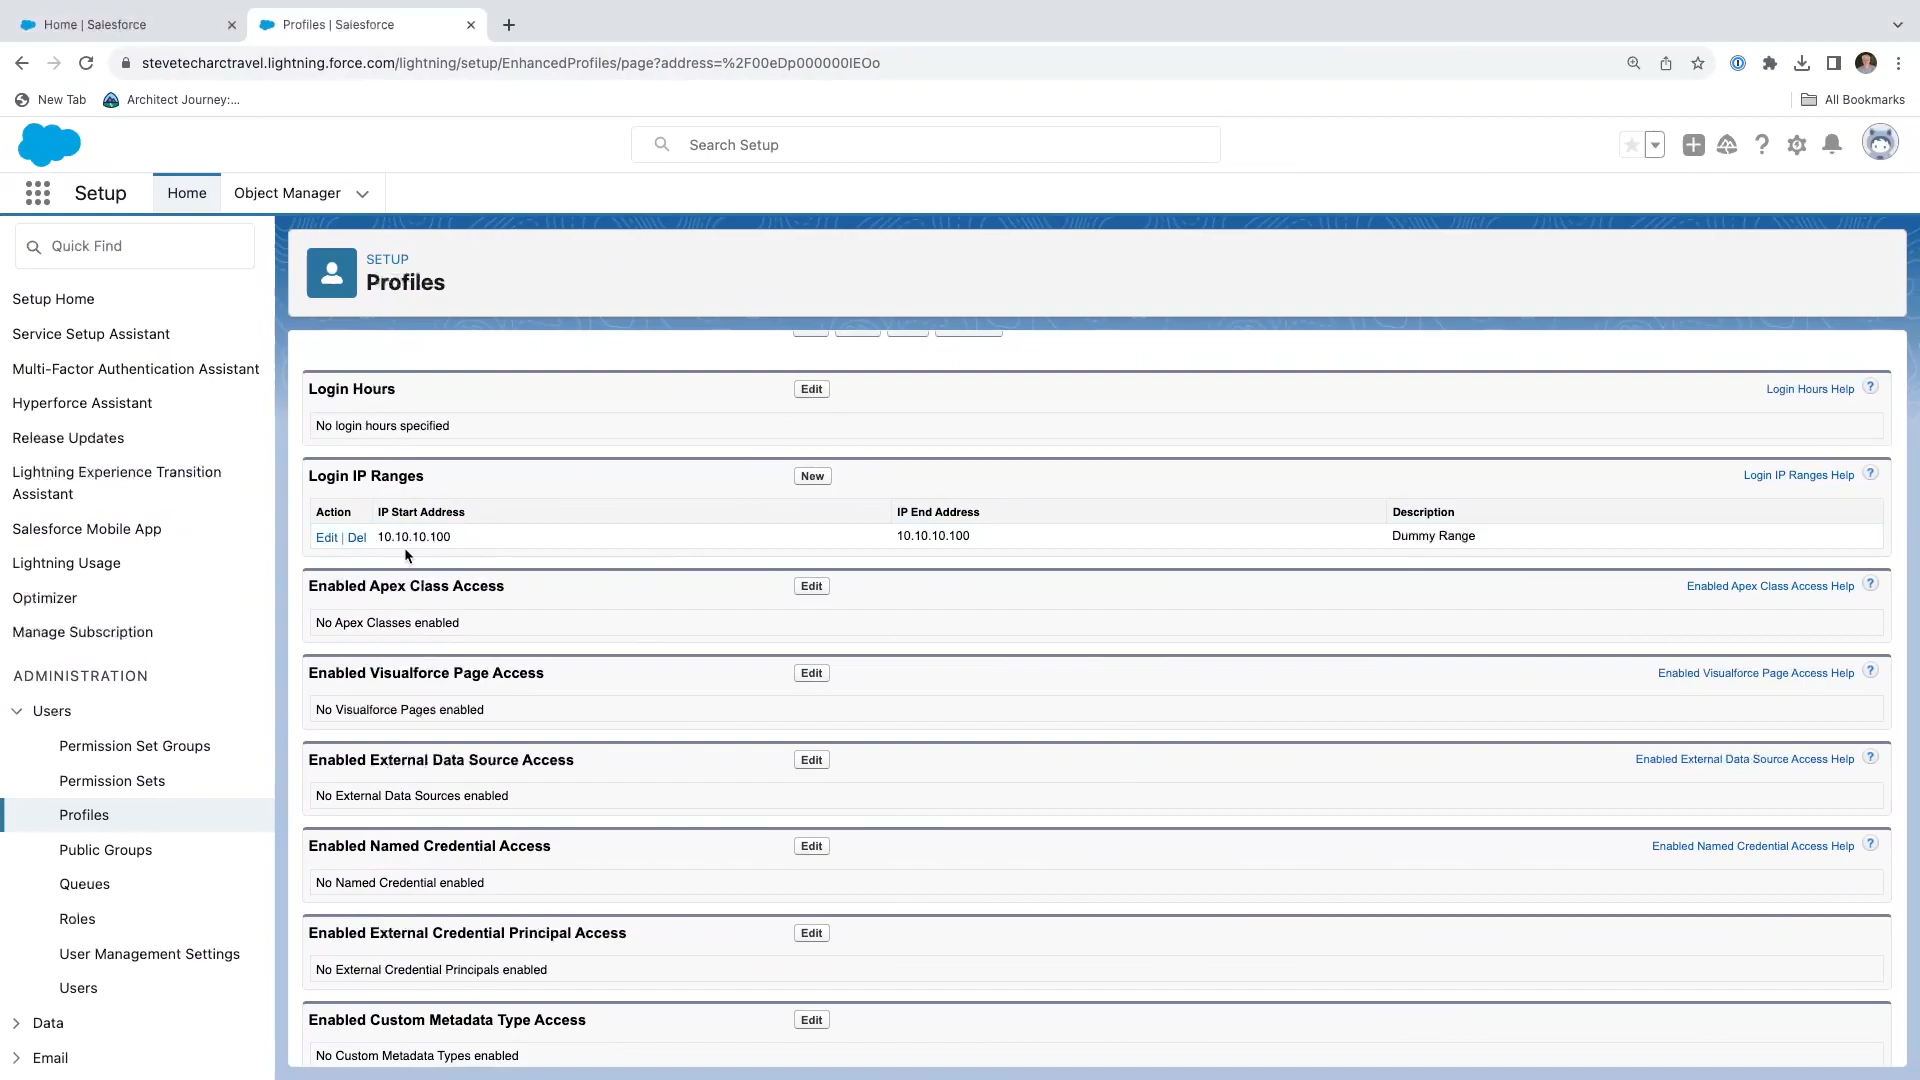 Home | Salesforce
Profiles | Salesforce
stevetecharctravel.lightning.force.com/lightning/setup/EnhancedProfiles/page?address=%2F00eDp000000IEOo
New Tab
Architect Journey:...
All Bookmarks
Search Setup
Setup
Home
Object Manager
Quick Find
Setup Home
Service Setup Assistant
Multi-Factor Authentication Assistant
Hyperforce Assistant
Release Updates
Lightning Experience Transition
Assistant
Salesforce Mobile App
Lightning Usage
Optimizer
Manage Subscription
ADMINISTRATION
Users
Permission Set Groups
Permission Sets
Profiles
Public Groups
Queues
Roles
User Management Settings
Users
Data
Email
SETUP
Profiles
Login Hours
Edit
Login Hours Help ?
No login hours specified
Login IP Ranges
New
Login IP Ranges Help ?
Action IP Start Address IP End Address Description
Edit | Del 10.10.10.100 10.10.10.100 Dummy Range
Enabled Apex Class Access
Edit
Enabled Apex Class Access Help ?
No Apex Classes enabled
Enabled Visualforce Page Access
Edit
Enabled Visualforce Page Access Help ?
No Visualforce Pages enabled
Enabled External Data Source Access
Edit
Enabled External Data Source Access Help ?
No External Data Sources enabled
Enabled Named Credential Access
Edit
Enabled Named Credential Access Help ?
No Named Credential enabled
Enabled External Credential Principal Access
Edit
No External Credential Principals enabled
Enabled Custom Metadata Type Access
Edit
No Custom Metadata Types enabled